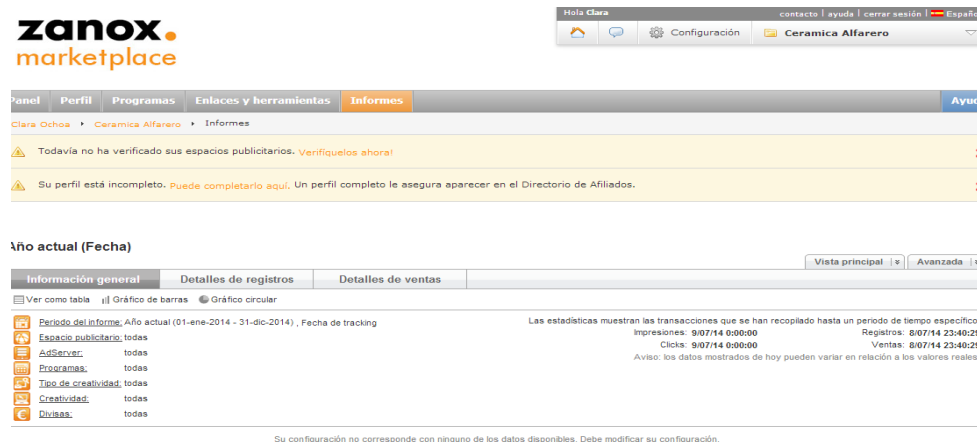 zanox.
marketplace
Hola Clara
contacto | ayuda | cerrar sesión | Españo
Configuración
Ceramica Alfarero
Panel Perfil Programas Enlaces y herramientas Informes Ayud
Clara Ochoa Ceramica Alfarero Informes
Todavía no ha verificado sus espacios publicitarios. Verifíquelos ahora!
Su perfil está incompleto. Puede completarlo aquí. Un perfil completo le asegura aparecer en el Directorio de Afiliados.
Año actual (Fecha)
Vista principal Avanzada
Información general Detalles de registros Detalles de ventas
Ver como tabla Gráfico de barras Gráfico circular
Periodo del informe: Año actual (01-ene-2014 - 31-dic-2014) , Fecha de tracking
Espacio publicitario: todas
AdServer: todas
Programas: todas
Tipo de creatividad: todas
Creatividad: todas
Divisas: todas
Las estadísticas muestran las transacciones que se han recopilado hasta un periodo de tiempo específico
Impresiones: 9/07/14 0:00:00 Registros: 8/07/14 23:40:29
Clicks: 9/07/14 0:00:00 Ventas: 8/07/14 23:40:29
Aviso: los datos mostrados de hoy pueden variar en relación a los valores reales
Su configuración no corresponde con ninguno de los datos disponibles. Debe modificar su configuración.